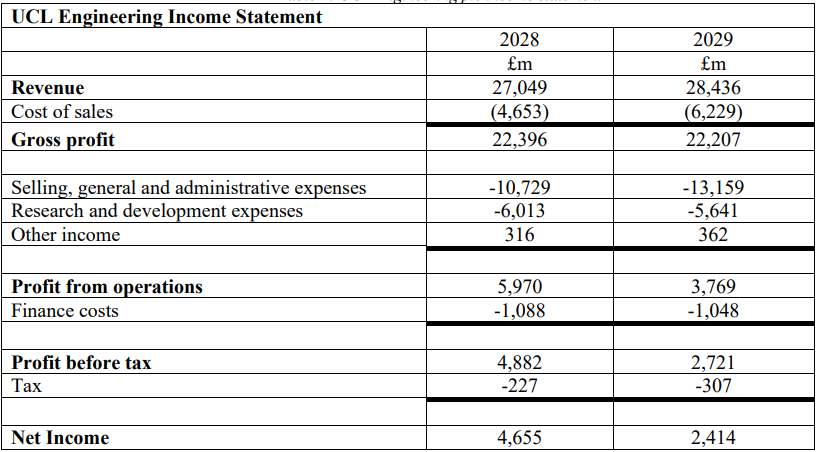 UCL Engineering Income Statement
2028 2029
£m £m
Revenue 27,049 28,436
Cost of sales (4,653) (6,229)
Gross profit 22,396 22,207
Selling, general and administrative expenses -10,729 -13,159
Research and development expenses -6,013 -5,641
Other income 316 362
Profit from operations 5,970 3,769
Finance costs -1,088 -1,048
Profit before tax 4,882 2,721
Tax -227 -307
Net Income 4,655 2,414